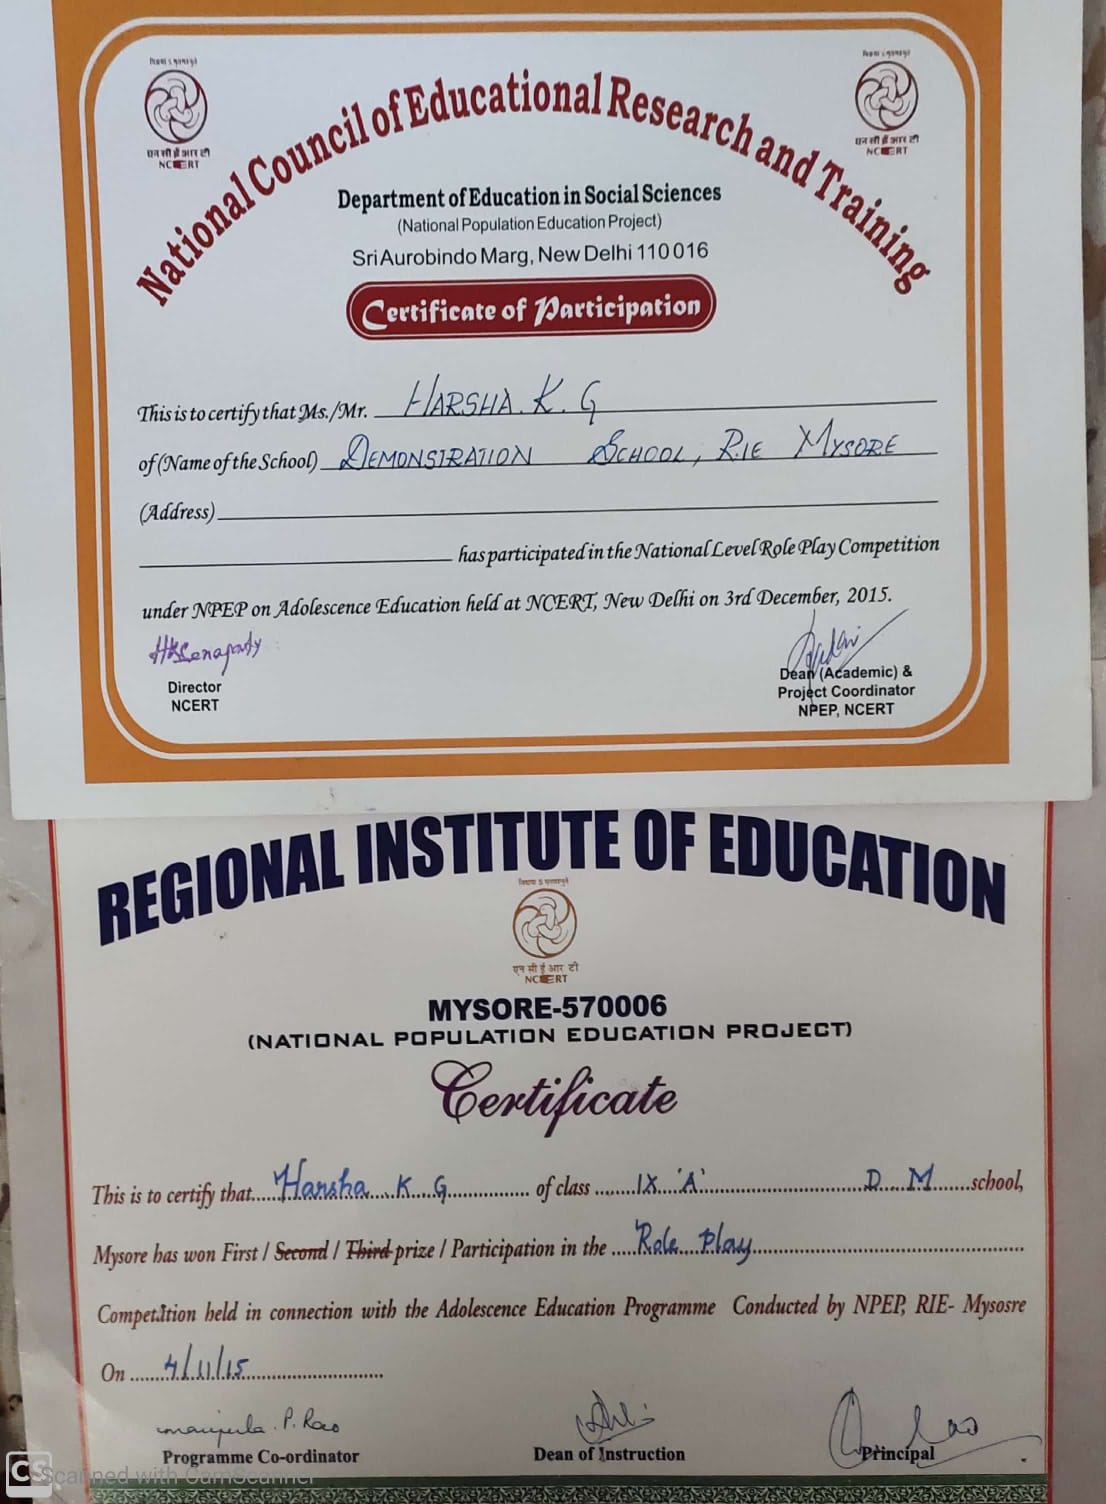 विद्यया ऽ मृतमश्नुते
एन सी ई आर टी
NCERT
विद्यया ऽ मृतमश्नुते
एन सी ई आर टी
NCERT
National Council of Educational Research and Training
Department of Education in Social Sciences
(National Population Education Project)
Sri Aurobindo Marg, New Delhi 110 016
Certificate of Participation
This is to certify that Ms./Mr. HARSHA. K. G
of (Name of the School) DEMONSTRATION SCHOOL, RIE MYSORE
(Address)
has participated in the National Level Role Play Competition
under NPEP on Adolescence Education held at NCERT, New Delhi on 3rd December, 2015.
Director
NCERT
Dean (Academic) &
Project Coordinator
NPEP, NCERT
REGIONAL INSTITUTE OF EDUCATION
विद्यया ऽ मृतमश्नुते
एन सी ई आर टी
NCERT
MYSORE-570006
(NATIONAL POPULATION EDUCATION PROJECT)
Certificate
This is to certify that Harsha K G of class IX 'A' D M school,
Mysore has won First / Second / Third prize / Participation in the Role Play
Competition held in connection with the Adolescence Education Programme Conducted by NPEP, RIE- Mysosre
On 4/11/15
manjula. P. Rao
Programme Co-ordinator
Dean of Instruction
Principal
CS Scanned with CamScanner